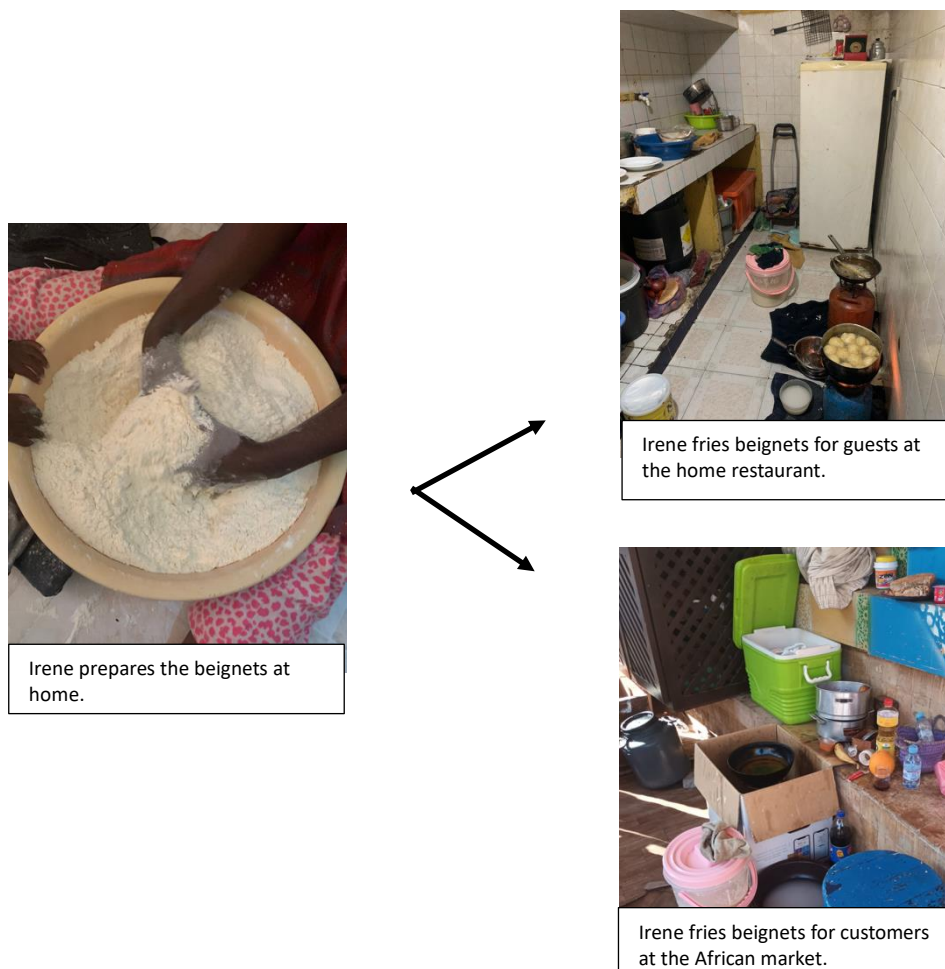 Irene prepares the beignets at
home.
Irene fries beignets for guests at
the home restaurant.
Irene fries beignets for customers
at the African market.